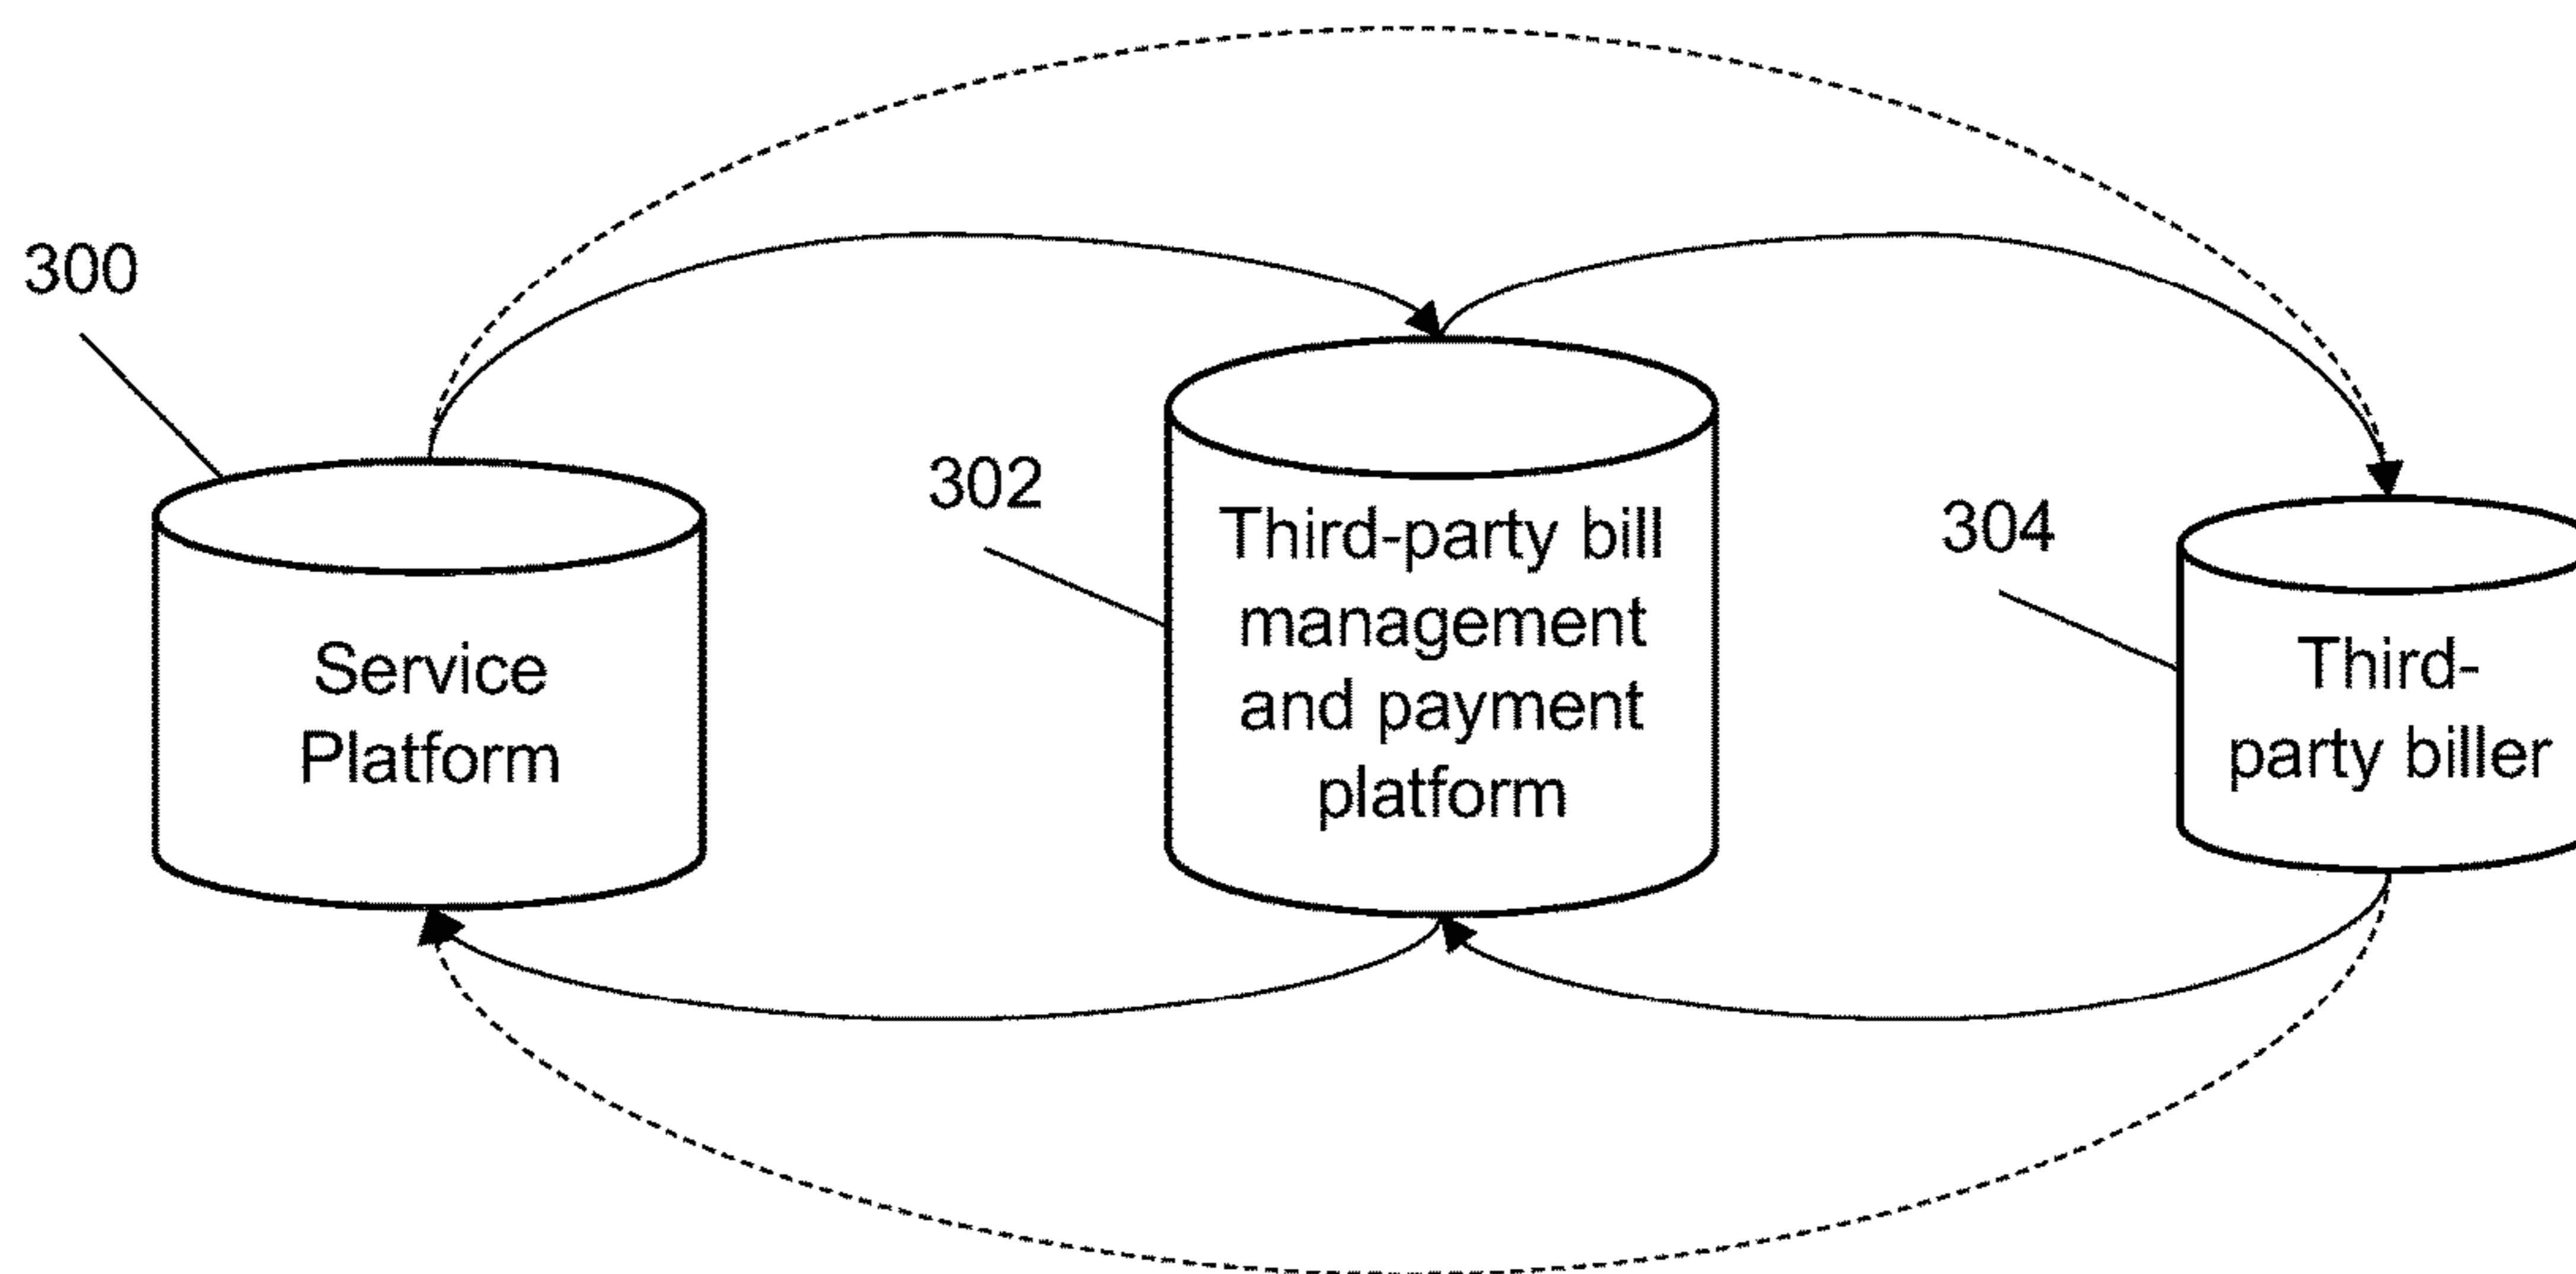 300
Service
Platform
302
Third-party bill
management
and payment
platform
304
Third-
party biller